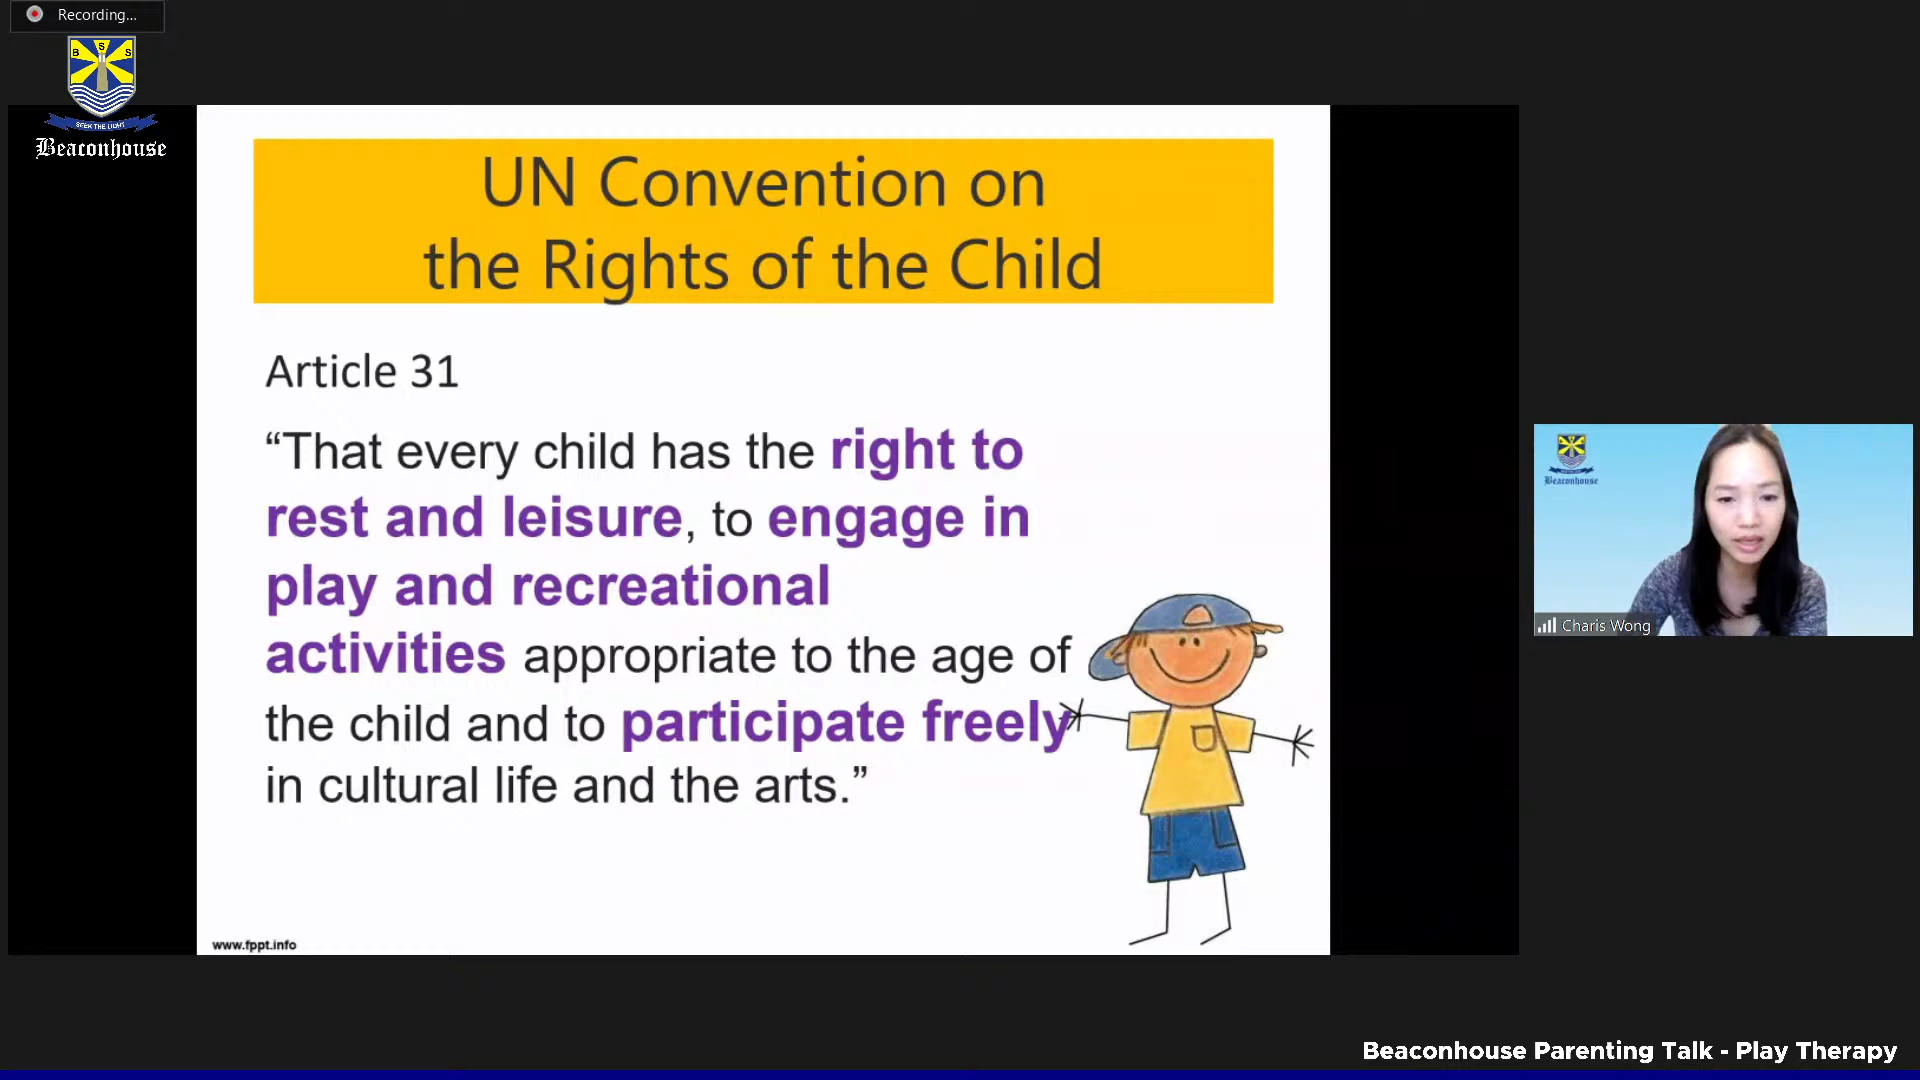 Recording...
B S S
SEEK THE LIGHT
Beaconhouse
UN Convention on
the Rights of the Child
Article 31
“That every child has the right to
rest and leisure, to engage in
play and recreational
activities appropriate to the age of
the child and to participate freely
in cultural life and the arts.”
www.fppt.info
Beaconhouse
Charis Wong
Beaconhouse Parenting Talk - Play Therapy